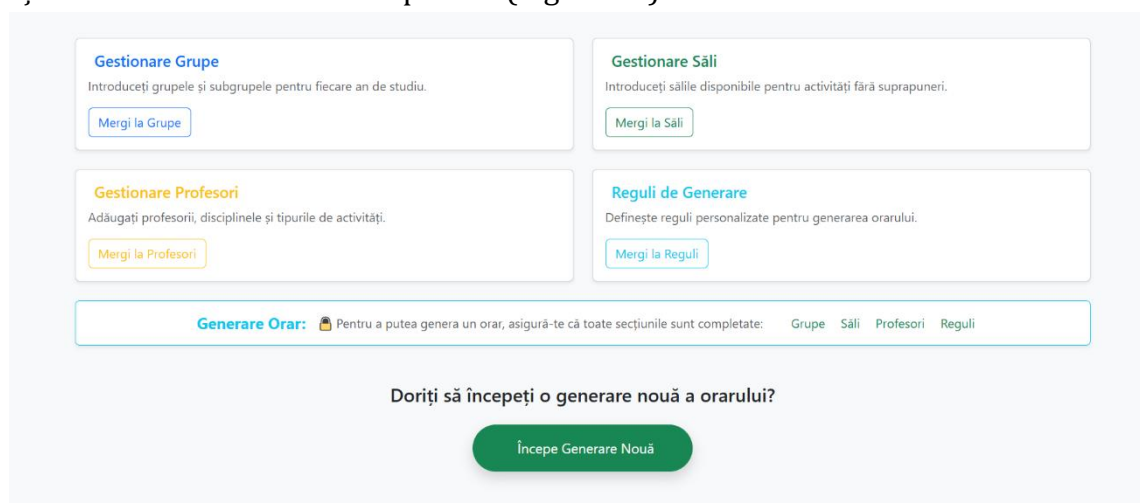 Gestionare Grupe
Introduceți grupele și subgrupele pentru fiecare an de studiu.
Mergi la Grupe
Gestionare Săli
Introduceți sălile disponibile pentru activități fără suprapuneri.
Mergi la Săli
Gestionare Profesori
Adăugați profesorii, disciplinele și tipurile de activități.
Mergi la Profesori
Reguli de Generare
Definește reguli personalizate pentru generarea orarului.
Mergi la Reguli
Generare Orar: Pentru a putea genera un orar, asigură-te că toate secțiunile sunt completate: Grupe Săli Profesori Reguli
Doriți să începeți o generare nouă a orarului?
Începe Generare Nouă